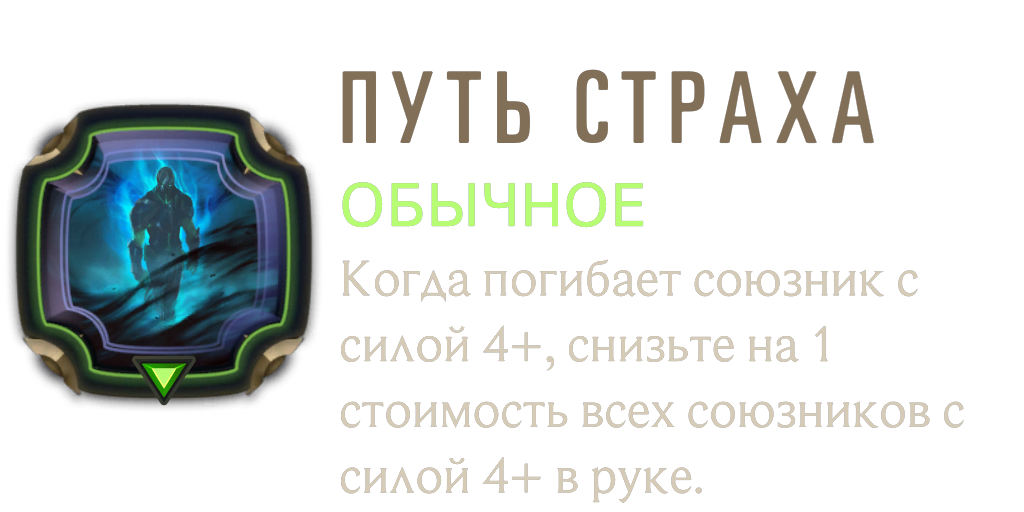 ПУТЬ СТРАХА
ОБЫЧНОЕ
Когда погибает союзник с
силой 4+, снизьте на 1
стоимость всех союзников с
силой 4+ в руке.